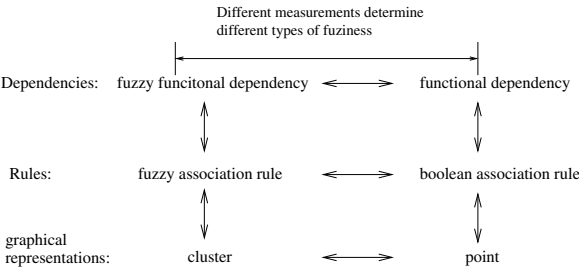 Different measurements determine
different types of fuziness
Dependencies: fuzzy funcitonal dependency functional dependency
Rules: fuzzy association rule boolean association rule
graphical
representations: cluster point